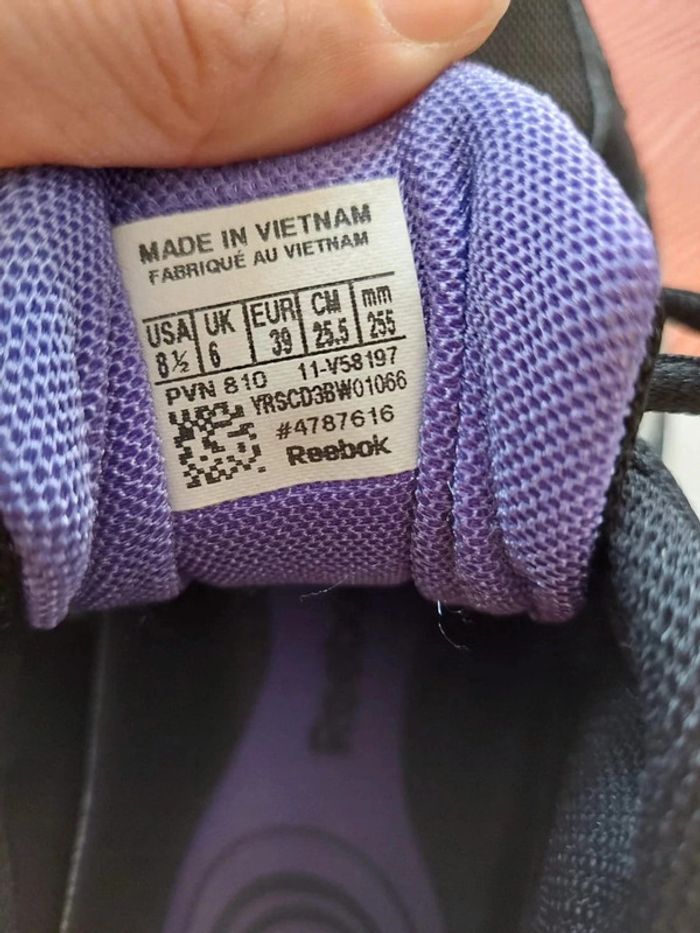 MADE IN VIETNAM
FABRIQUÉ AU VIETNAM
USA UK EUR CM mm
8½ 6 39 25.5 255
PVN 810 11-V58197
YRSCD3BW01066
#4787616
Reebok